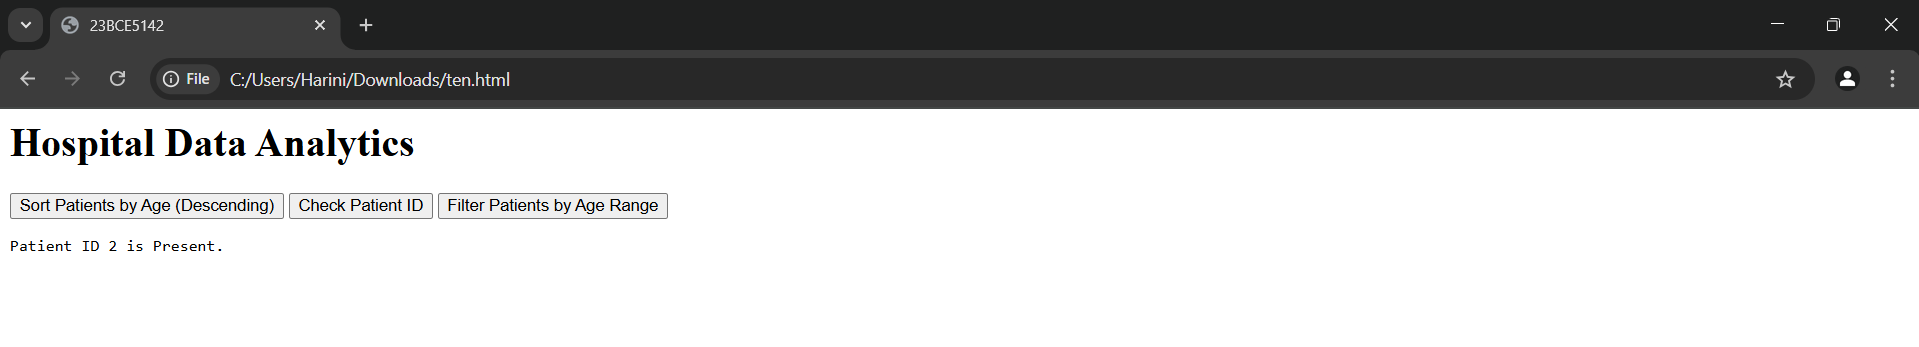 23BCE5142
File C:/Users/Harini/Downloads/ten.html
Hospital Data Analytics
Sort Patients by Age (Descending) Check Patient ID Filter Patients by Age Range
Patient ID 2 is Present.